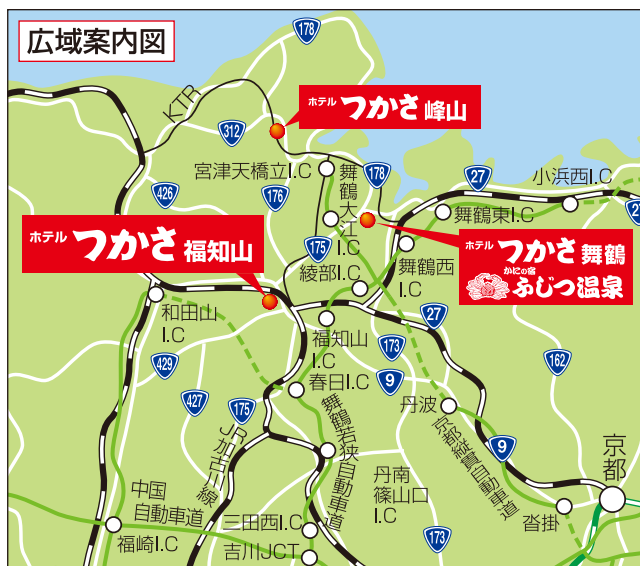 広域案内図
178
KTR
ホテル つかさ 峰山
312
宮津天橋立I.C
178
27
小浜西I.C
426
176
舞鶴大江I.C
舞鶴東I.C
27
ホテル つかさ 福知山
175
綾部I.C
舞鶴西I.C
ホテル つかさ 舞鶴
かにの宿
ふじつ温泉
和田山I.C
福知山I.C
27
173
162
429
春日I.C
9
427
175
JR加古川線
舞鶴若狭自動車道
丹波
京都縦貫自動車道
9
京都
丹南篠山口I.C
中国自動車道
沓掛
福崎I.C
三田西I.C
173
吉川JCT